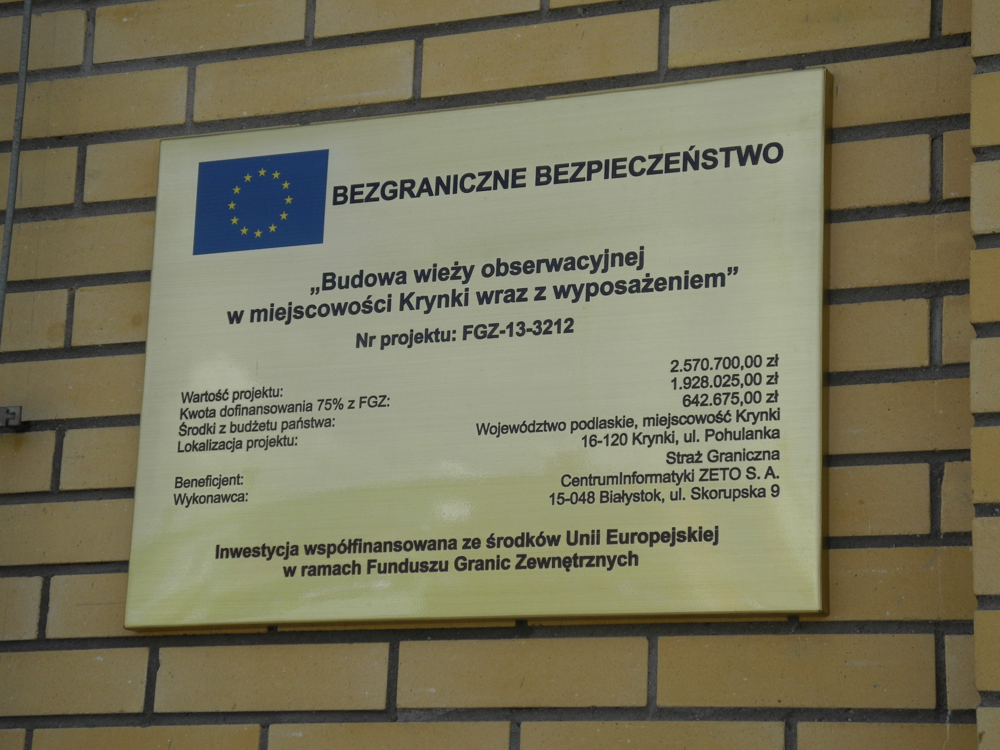 BEZGRANICZNE BEZPIECZEŃSTWO
„Budowa wieży obserwacyjnej
w miejscowości Krynki wraz z wyposażeniem”
Nr projektu: FGZ-13-3212
Wartość projektu: 2.570.700,00 zł
Kwota dofinansowania 75% z FGZ: 1.928.025,00 zł
Środki z budżetu państwa: 642.675,00 zł
Lokalizacja projektu: Województwo podlaskie, miejscowość Krynki
16-120 Krynki, ul. Pohulanka
Beneficjent: Straż Graniczna
Wykonawca: CentrumInformatyki ZETO S. A.
15-048 Białystok, ul. Skorupska 9
Inwestycja współfinansowana ze środków Unii Europejskiej
w ramach Funduszu Granic Zewnętrznych